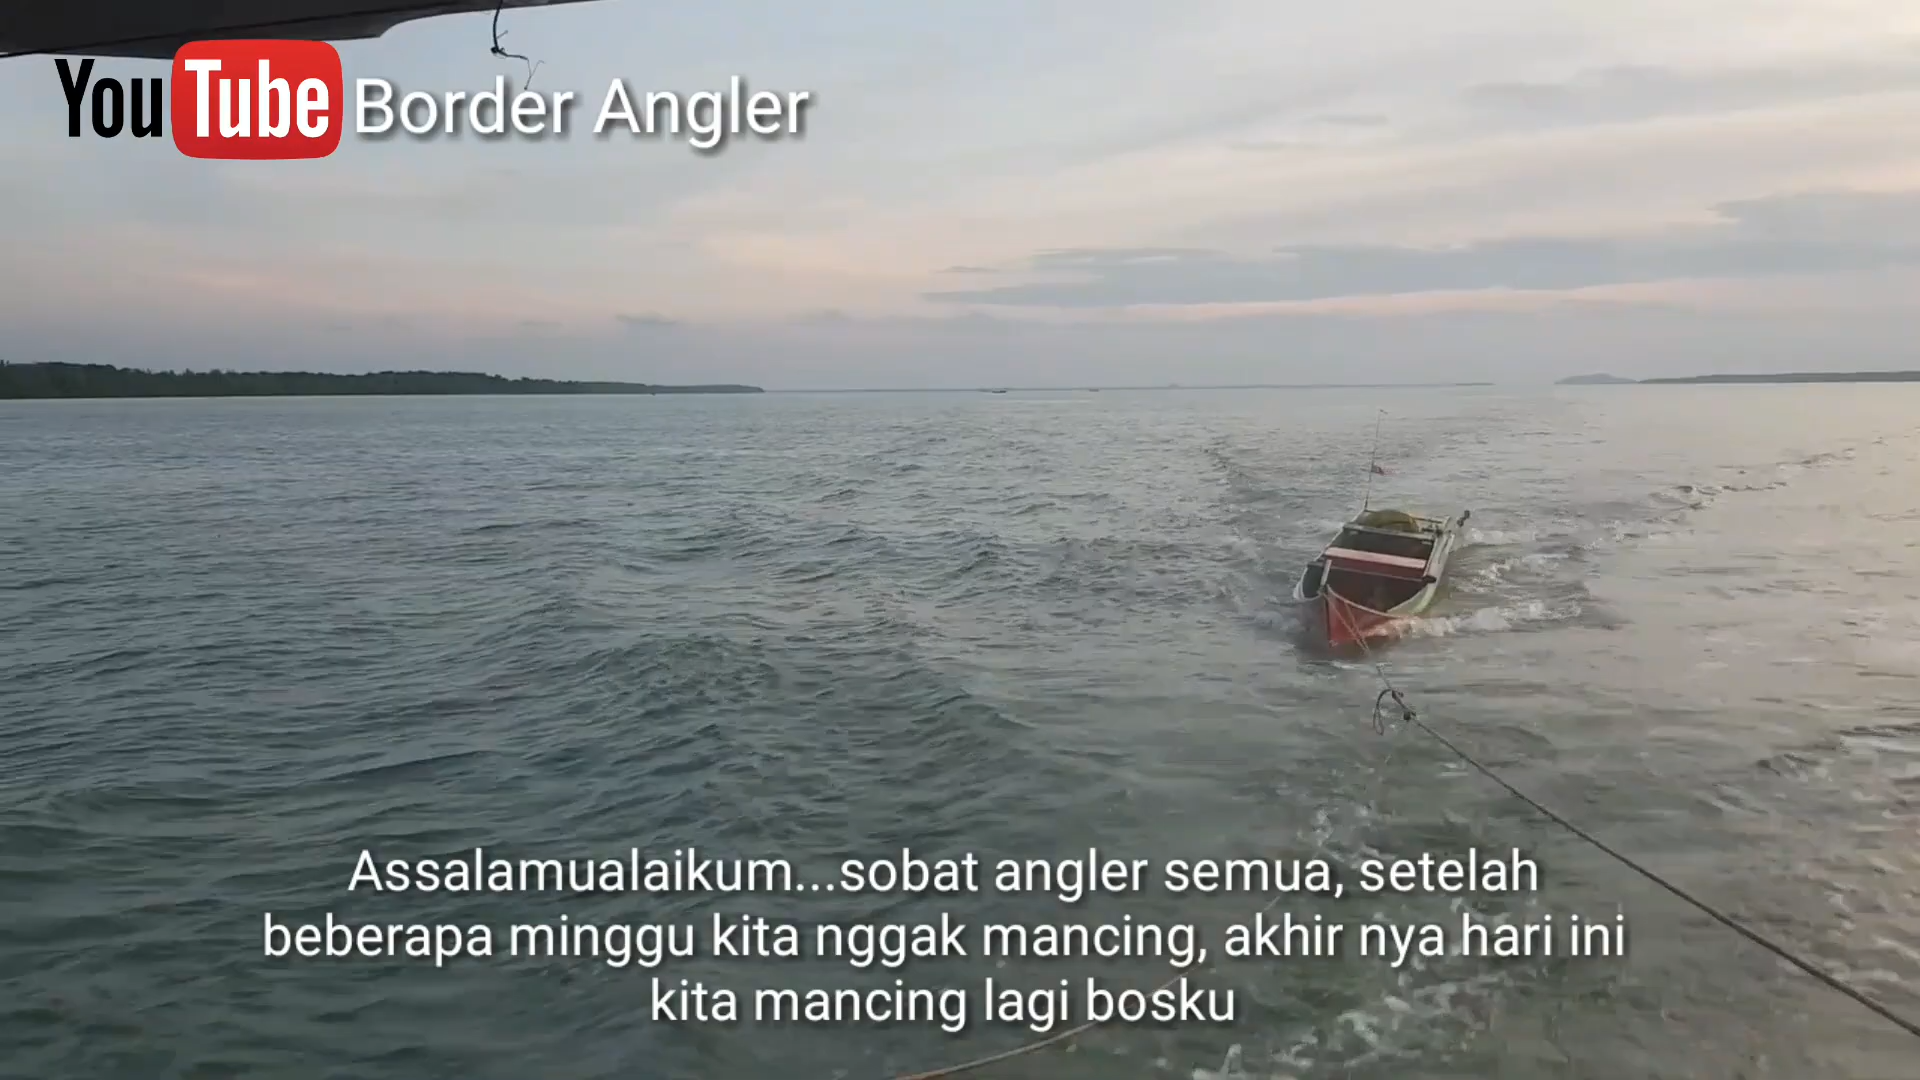 YouTube Border Angler
Assalamualaikum...sobat angler semua, setelah
beberapa minggu kita nggak mancing, akhir nya hari ini
kita mancing lagi bosku